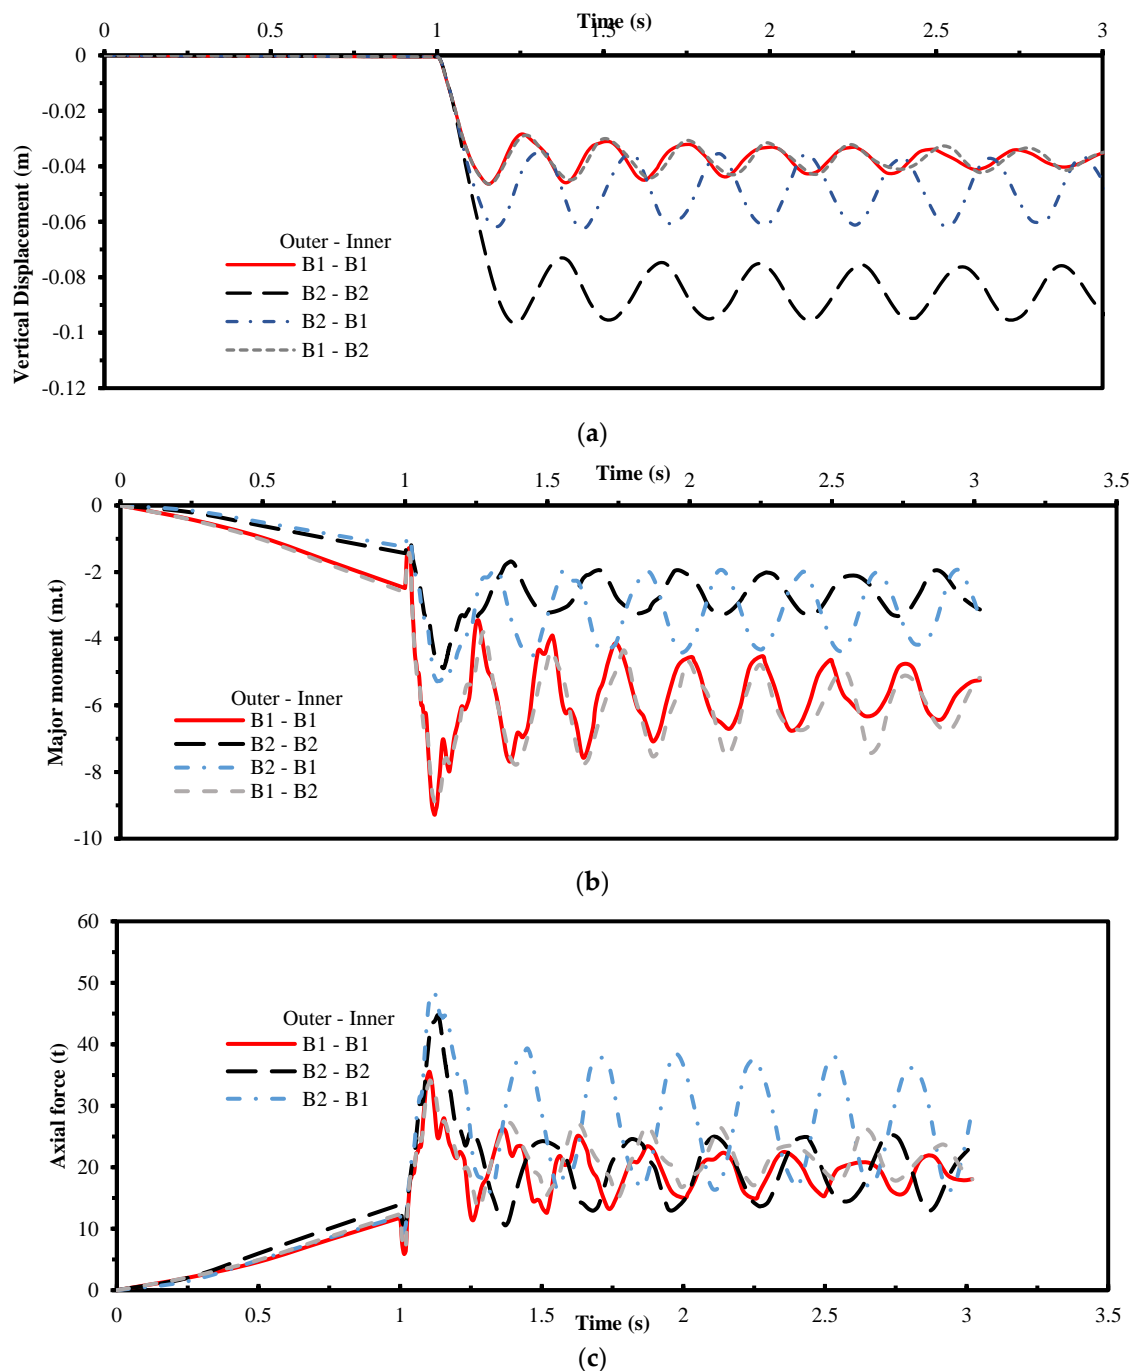 Time (s)
0 0.5 1 1.5 2 2.5 3
0
-0.02
-0.04
-0.06
-0.08
-0.1
-0.12
Vertical Displacement (m)
Outer - Inner
B1 - B1
B2 - B2
B2 - B1
B1 - B2
(a)
Time (s)
0 0.5 1 1.5 2 2.5 3 3.5
0
-2
-4
-6
-8
-10
Major moment (m.t)
Outer - Inner
B1 - B1
B2 - B2
B2 - B1
B1 - B2
(b)
60
50
40
30
20
10
0
Axial force (t)
Outer - Inner
B1 - B1
B2 - B2
B2 - B1
0 0.5 1 1.5 2 2.5 3 3.5
Time (s)
(c)